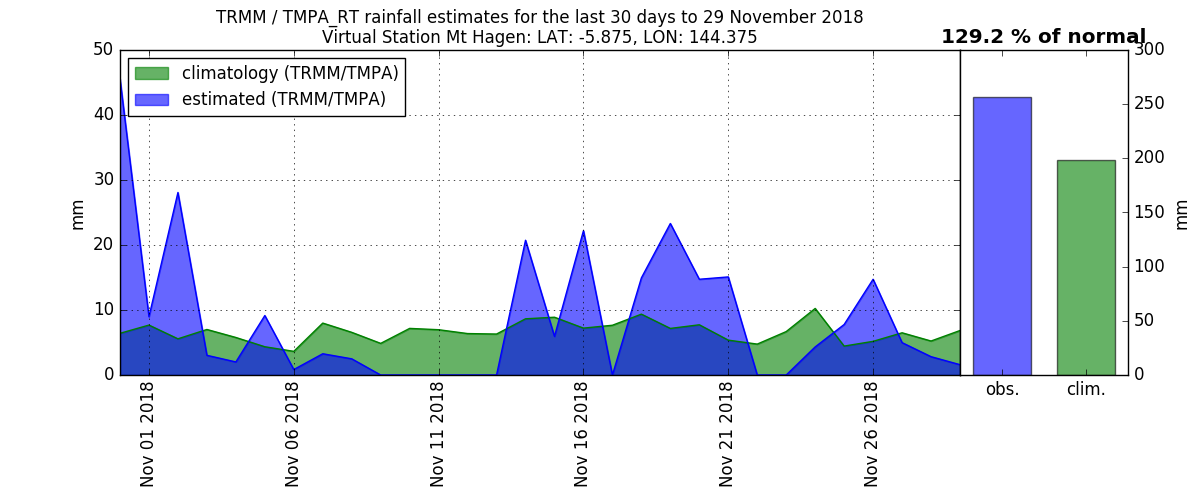 TRMM / TMPA_RT rainfall estimates for the last 30 days to 29 November 2018
Virtual Station Mt Hagen: LAT: -5.875, LON: 144.375
129.2 % of normal
climatology (TRMM/TMPA)
estimated (TRMM/TMPA)
mm
50
40
30
20
10
0
Nov 01 2018
Nov 06 2018
Nov 11 2018
Nov 16 2018
Nov 21 2018
Nov 26 2018
obs.
clim.
300
250
200
150
100
50
0
mm